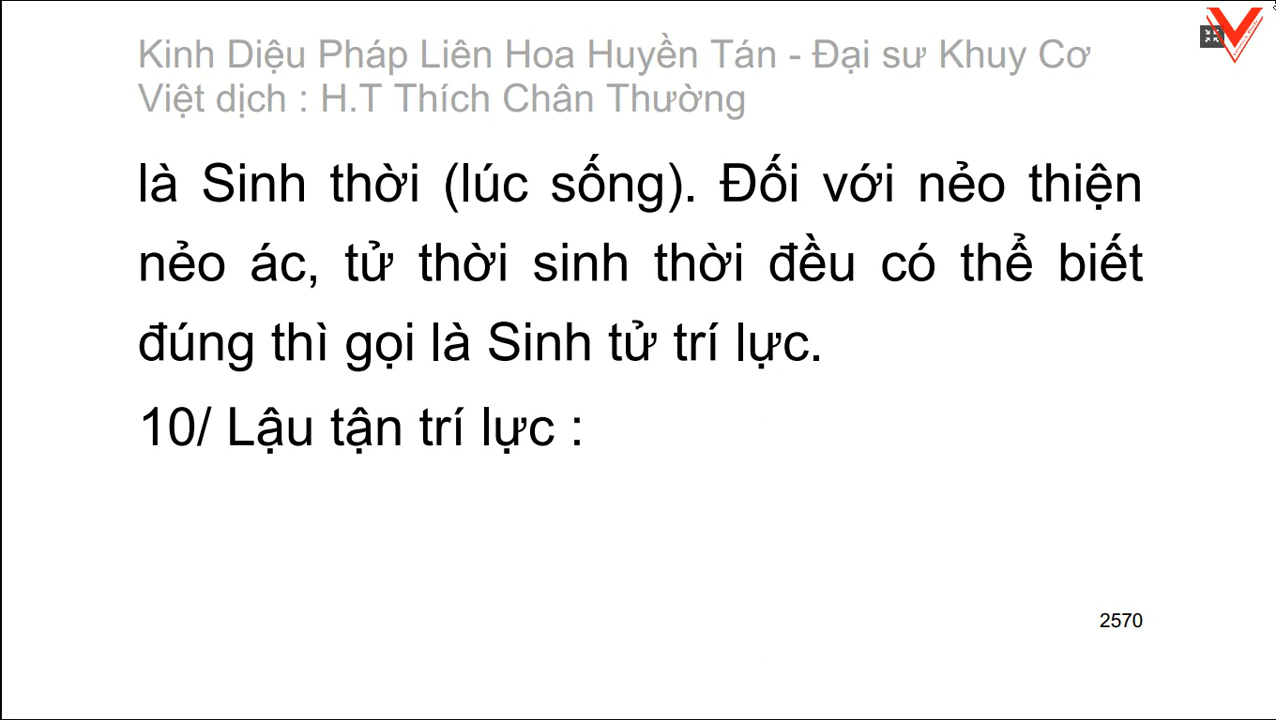 Kinh Diệu Pháp Liên Hoa Huyền Tán - Đại sư Khuy Cơ
Việt dịch : H.T Thích Chân Thường
là Sinh thời (lúc sống). Đối với nẻo thiện
nẻo ác, tử thời sinh thời đều có thể biết
đúng thì gọi là Sinh tử trí lực.
10/ Lậu tận trí lực :
2570